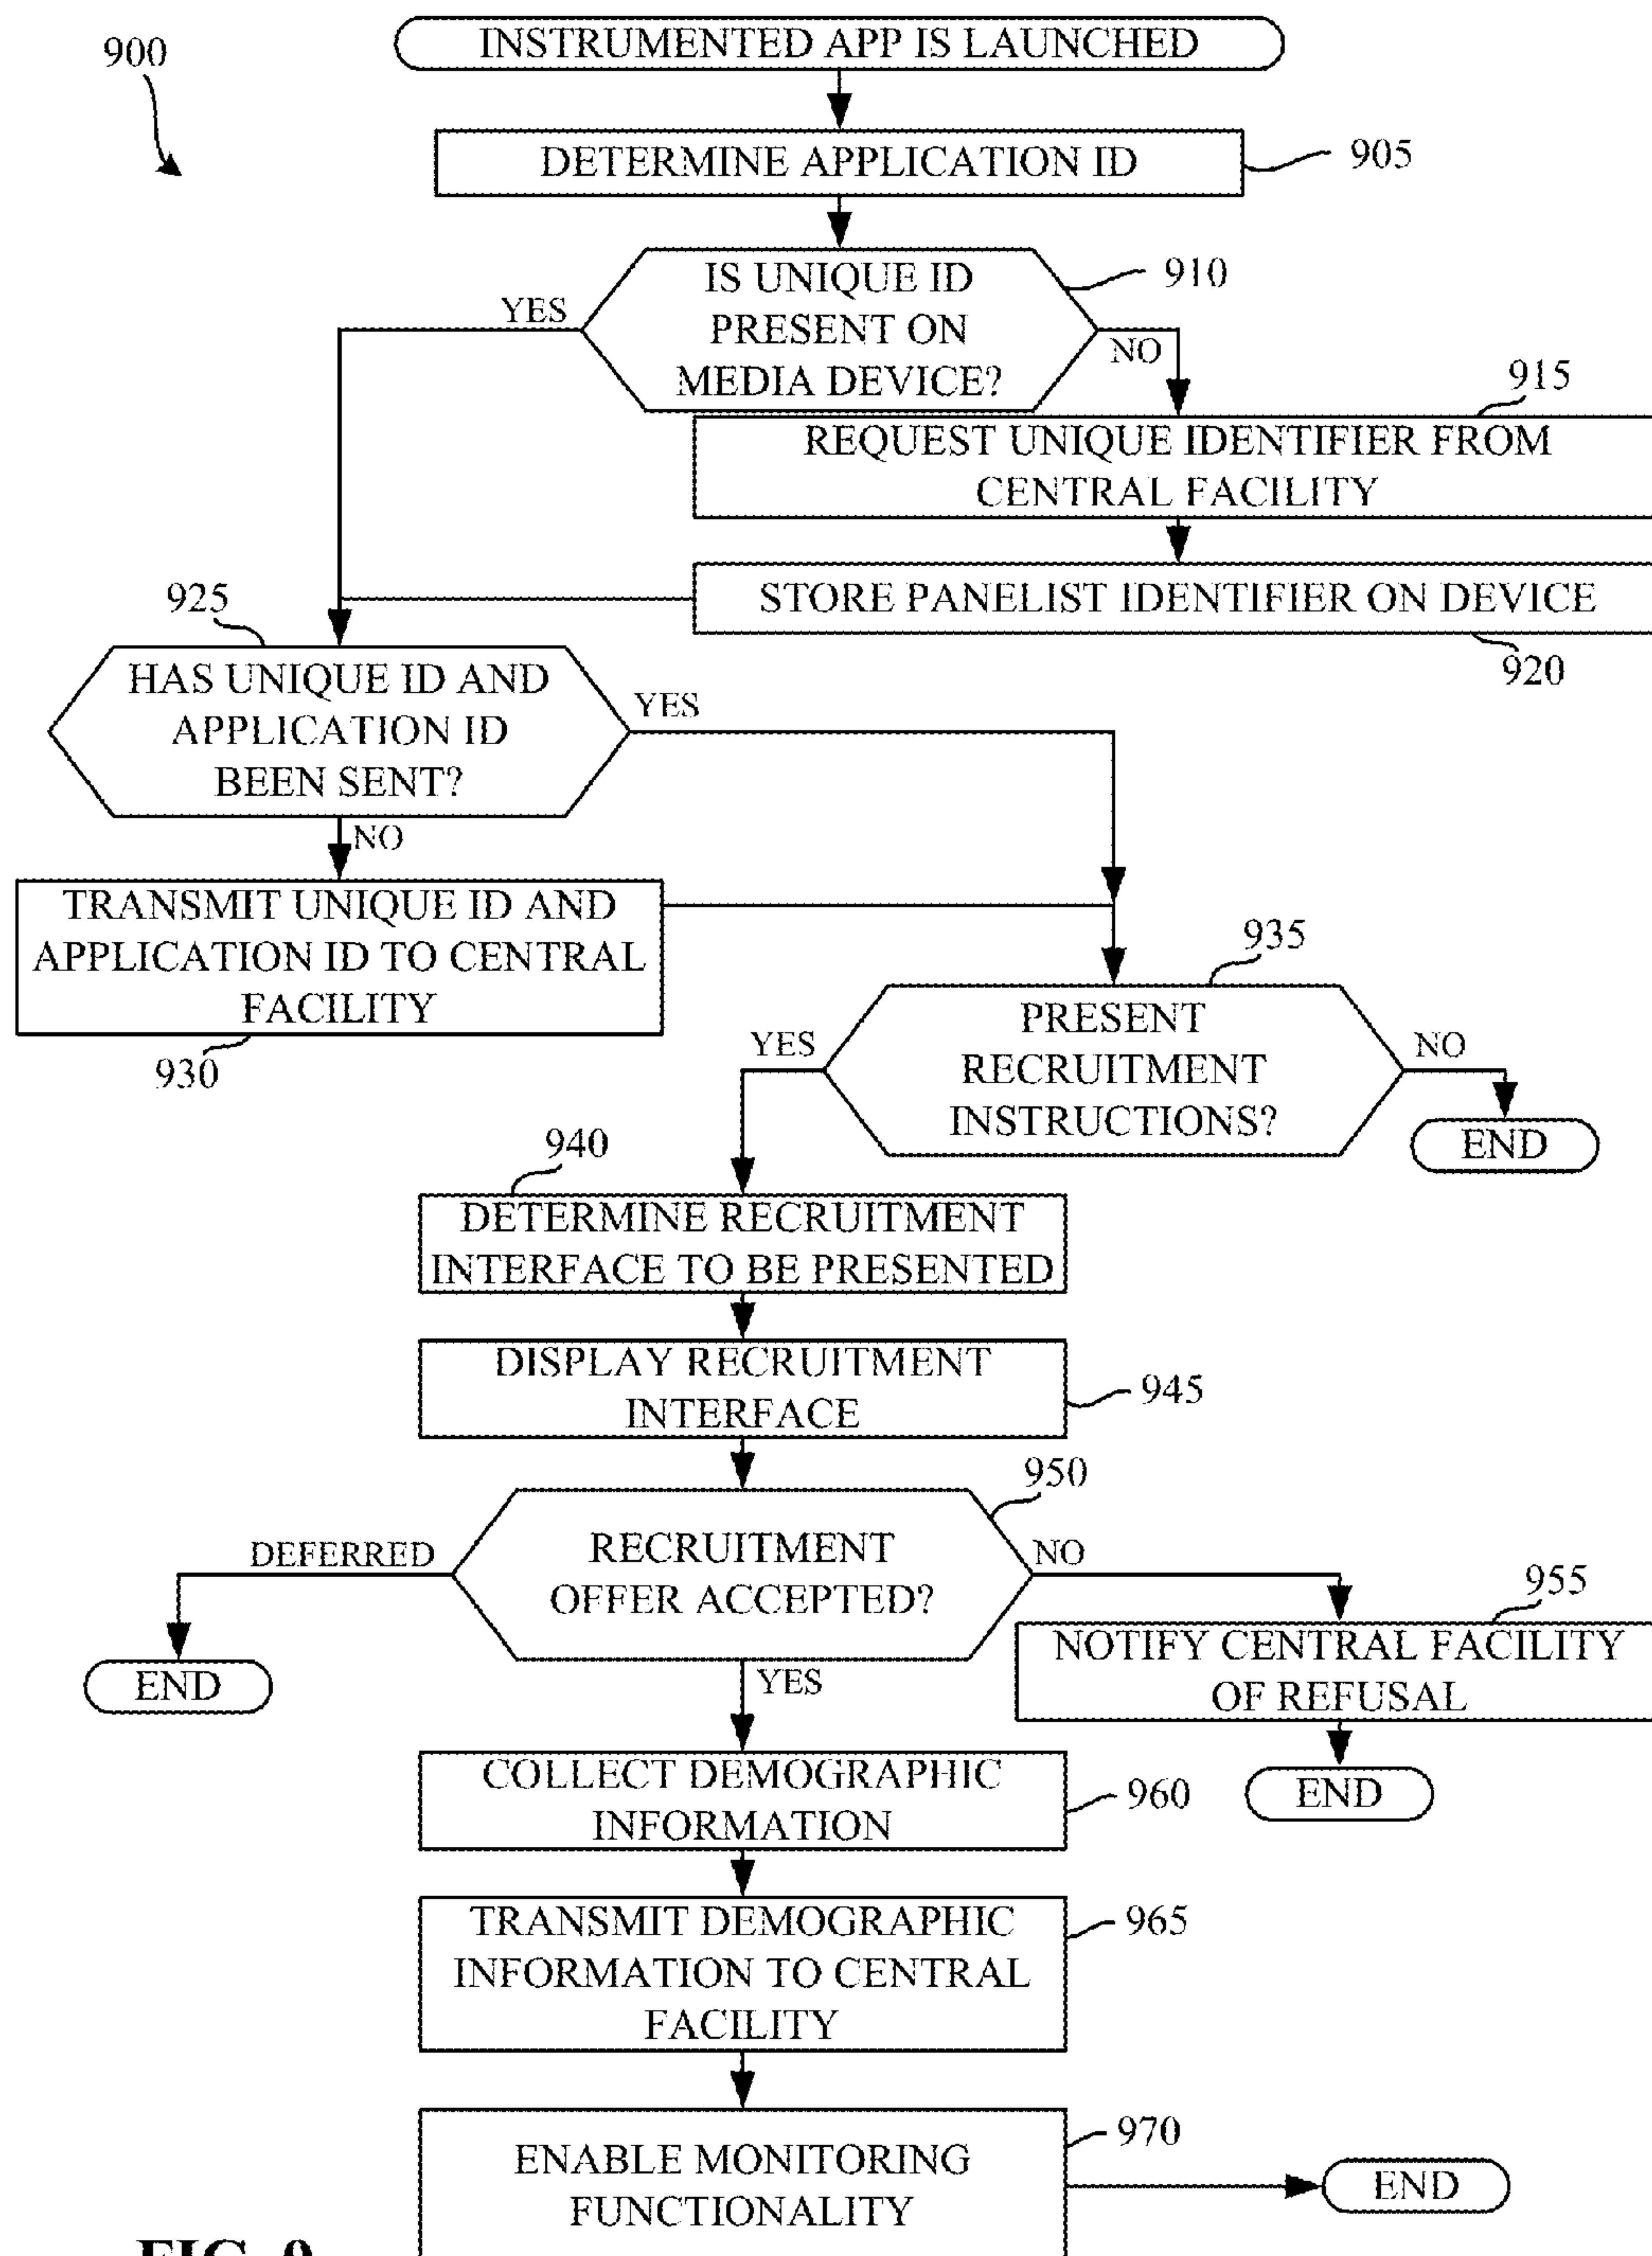 900
INSTRUMENTED APP IS LAUNCHED
DETERMINE APPLICATION ID
905
IS UNIQUE ID
PRESENT ON
MEDIA DEVICE?
910
YES
NO
915
REQUEST UNIQUE IDENTIFIER FROM
CENTRAL FACILITY
STORE PANELIST IDENTIFIER ON DEVICE
920
925
HAS UNIQUE ID AND
APPLICATION ID
BEEN SENT?
YES
NO
TRANSMIT UNIQUE ID AND
APPLICATION ID TO CENTRAL
FACILITY
930
935
PRESENT
RECRUITMENT
INSTRUCTIONS?
YES
NO
END
940
DETERMINE RECRUITMENT
INTERFACE TO BE PRESENTED
DISPLAY RECRUITMENT
INTERFACE
945
950
RECRUITMENT
OFFER ACCEPTED?
DEFERRED
NO
END
YES
955
NOTIFY CENTRAL FACILITY
OF REFUSAL
END
COLLECT DEMOGRAPHIC
INFORMATION
960
TRANSMIT DEMOGRAPHIC
INFORMATION TO CENTRAL
FACILITY
965
ENABLE MONITORING
FUNCTIONALITY
970
END
FIG. 9